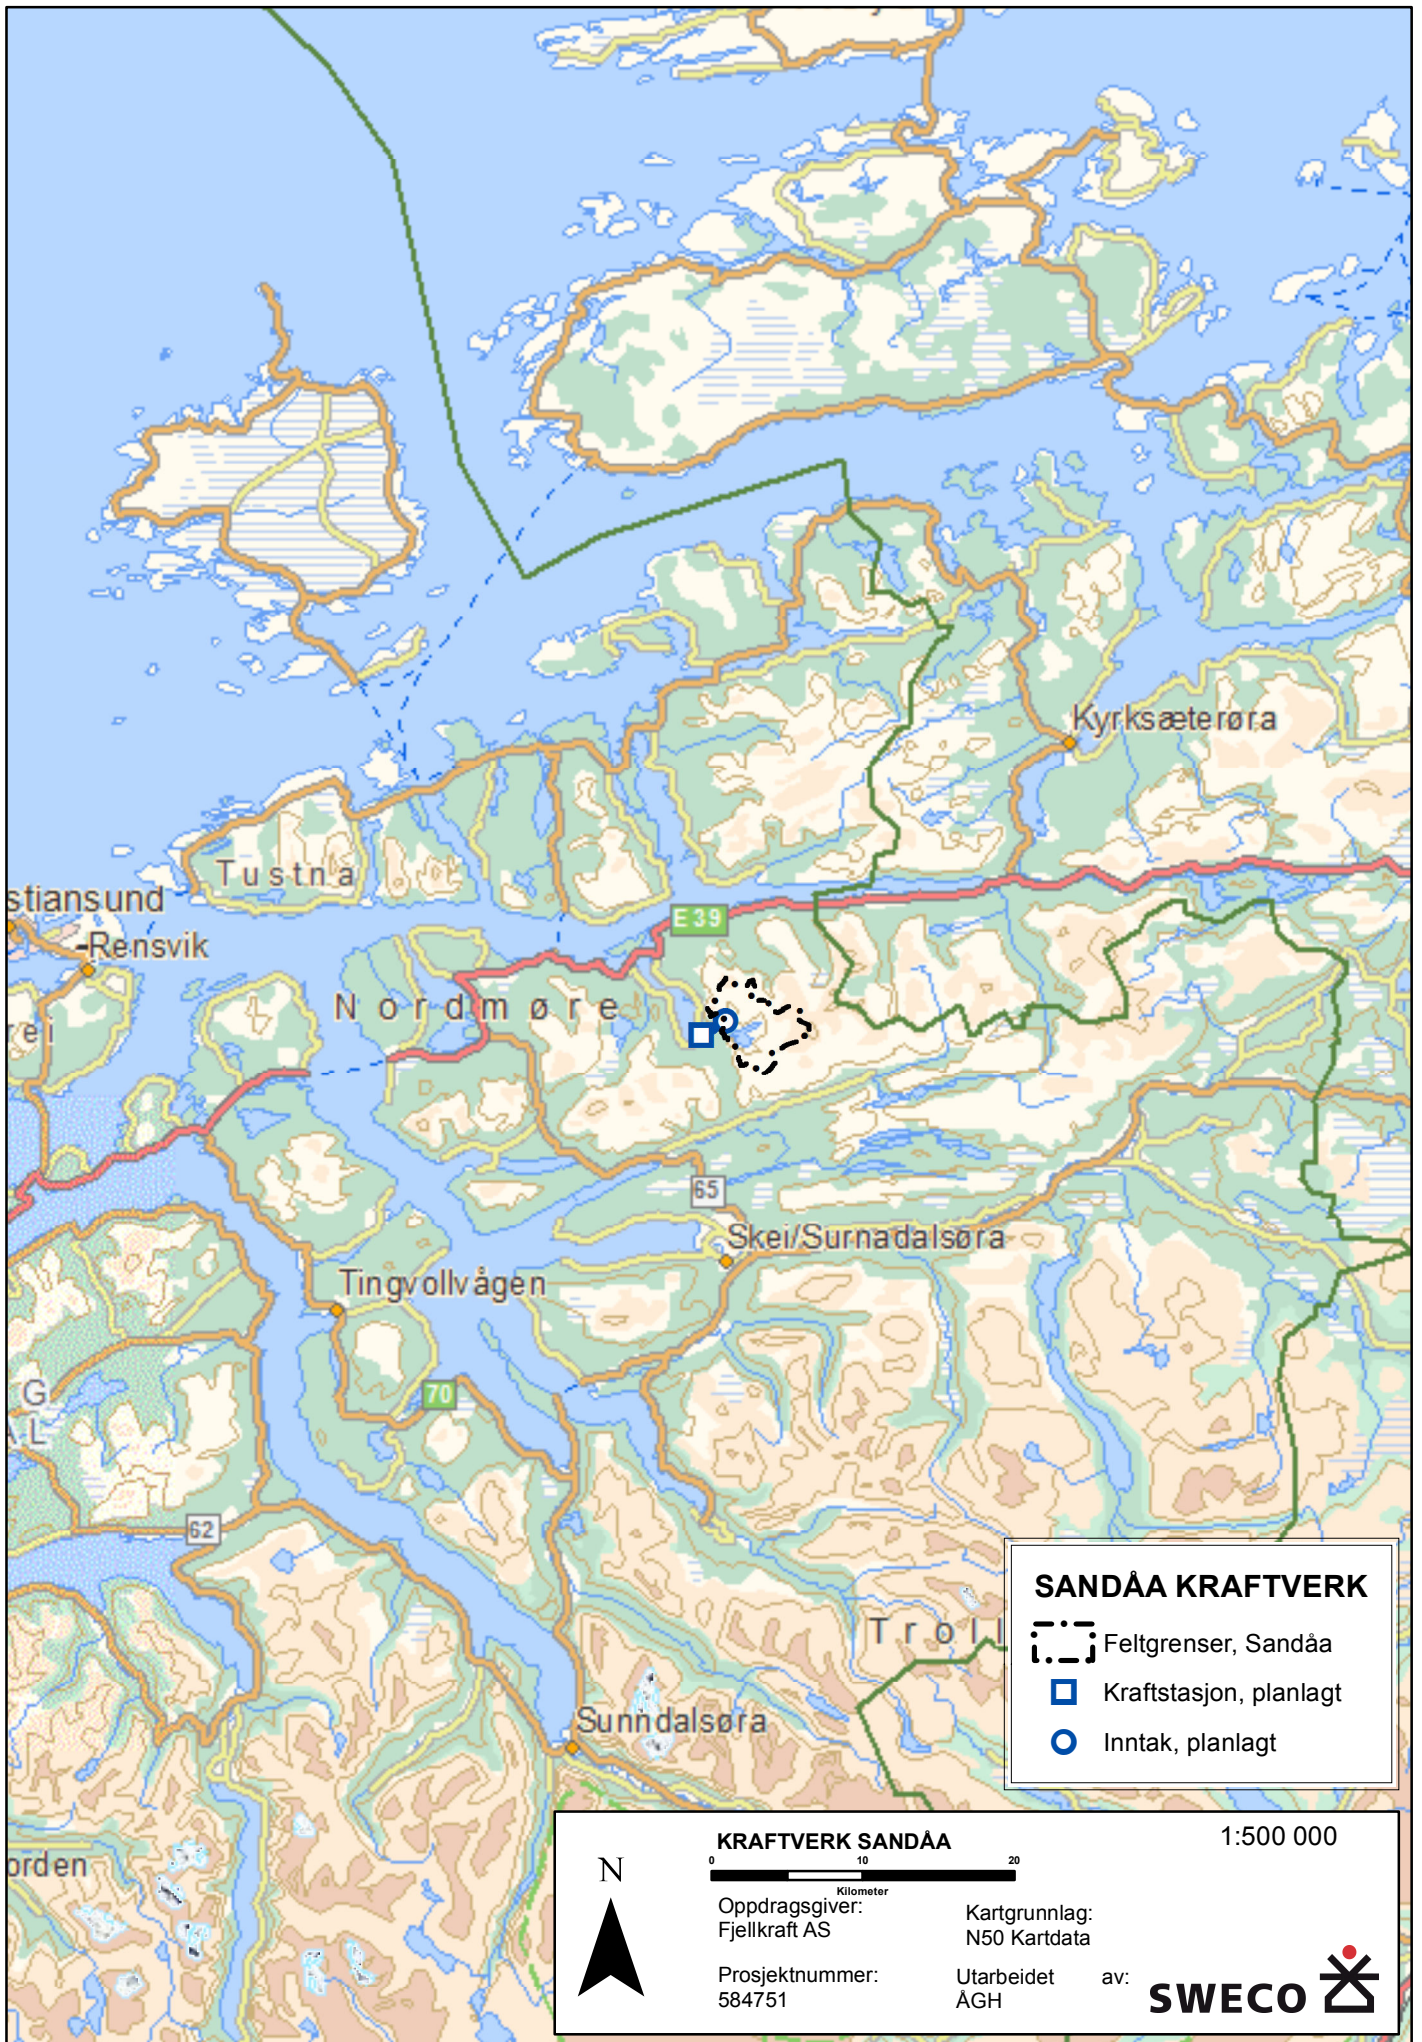 Kyrksæterøra
Tustna
stiansund
E 39
Rensvik
Nordmøre
rei
65
Skei/Surnadalsøra
Tingvollvågen
70
G
L
62
SANDÅA KRAFTVERK
Troll
Feltgrenser, Sandåa
Kraftstasjon, planlagt
Inntak, planlagt
Sunndalsøra
orden
KRAFTVERK SANDÅA
1:500 000
N
0 10 20
Kilometer
Oppdragsgiver:
Fjellkraft AS
Kartgrunnlag:
N50 Kartdata
Prosjektnummer:
584751
Utarbeidet av:
ÅGH
SWECO